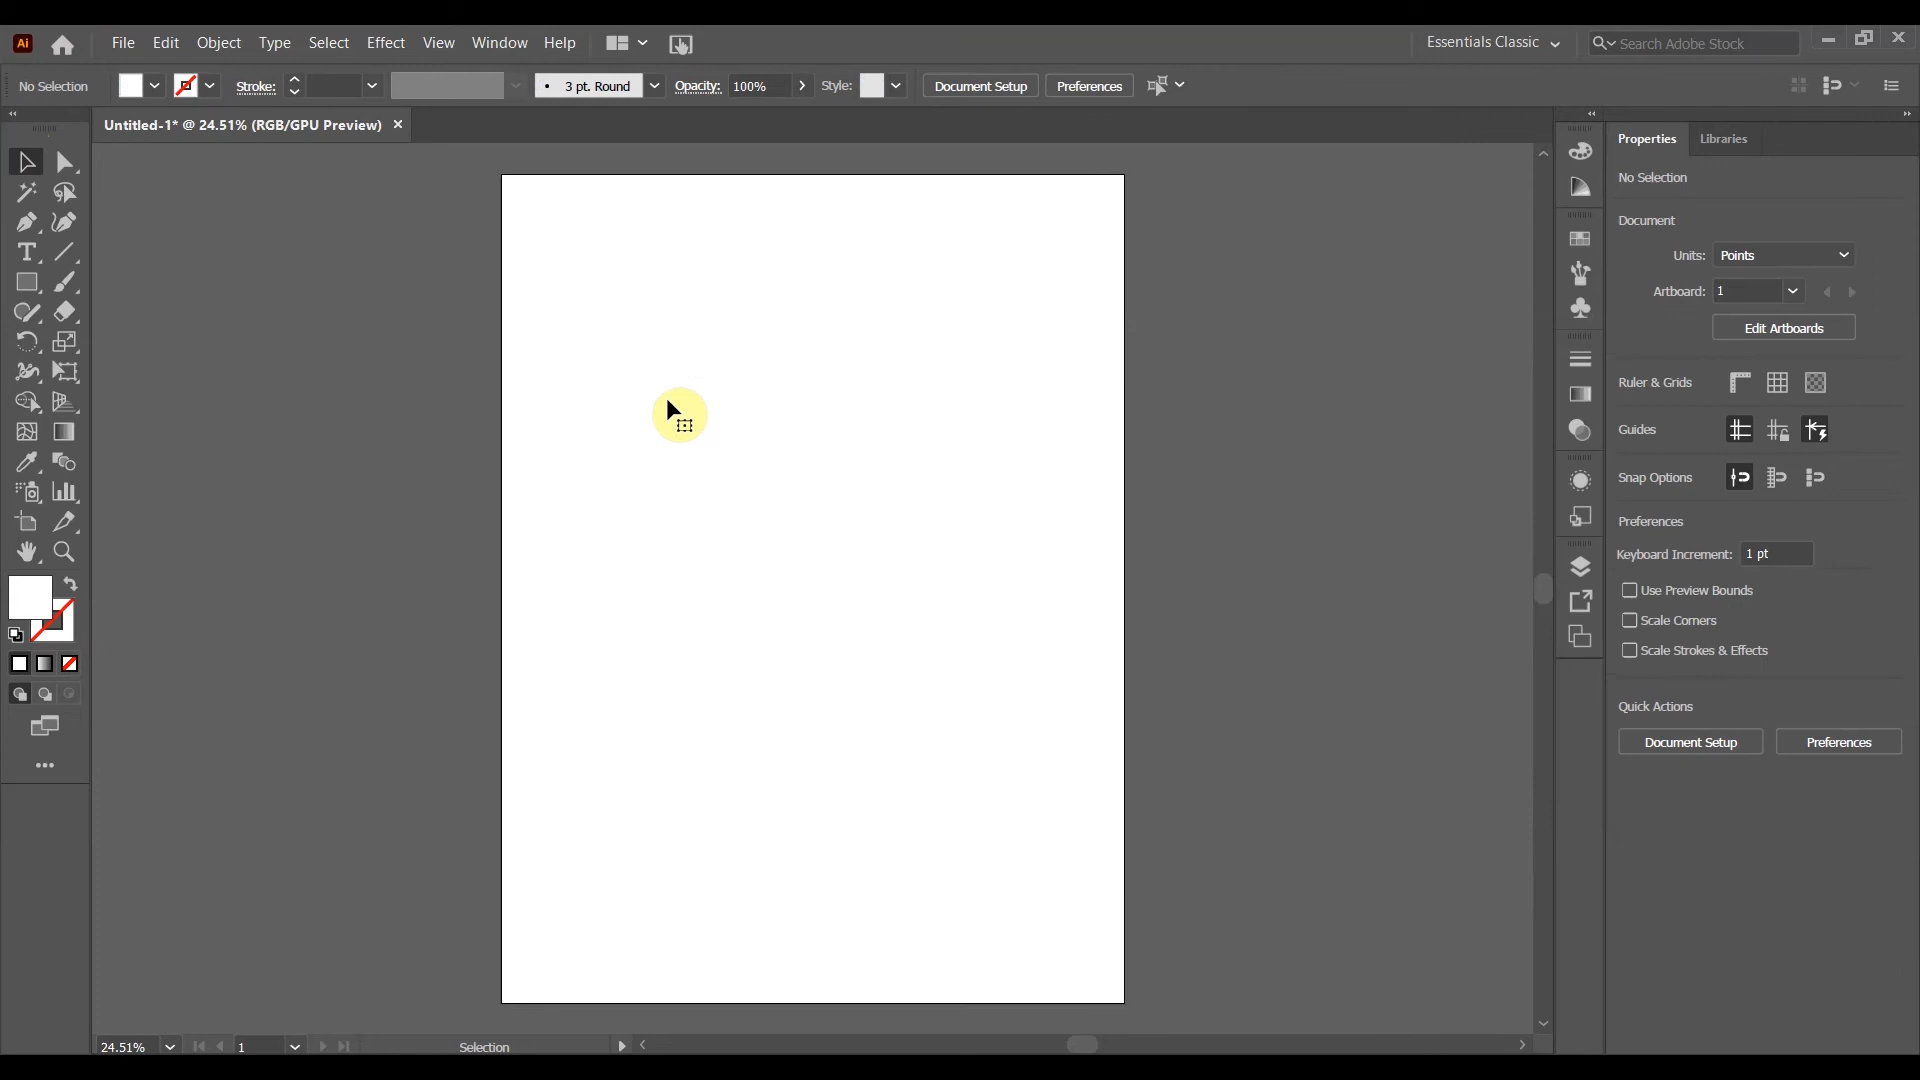 Ai File Edit Object Type Select Effect View Window Help Essentials Classic Search Adobe Stock
No Selection Stroke: 3 pt. Round Opacity: 100% Style: Document Setup Preferences
Untitled-1* @ 24.51% (RGB/GPU Preview) ×
Properties Libraries
No Selection
Document
Units: Points
Artboard: 1
Edit Artboards
Ruler & Grids
Guides
Snap Options
Preferences
Keyboard Increment: 1 pt
Use Preview Bounds
Scale Corners
Scale Strokes & Effects
Quick Actions
Document Setup Preferences
24.51% 1 Selection